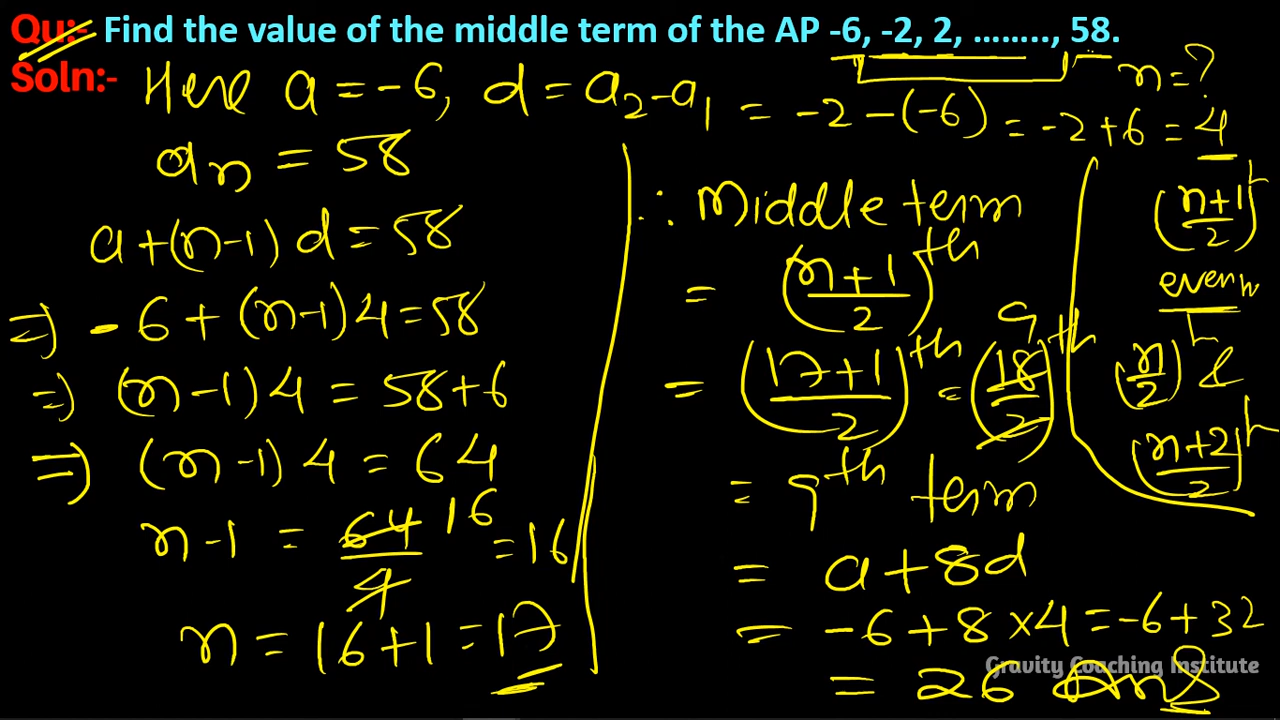 Qu:- Find the value of the middle term of the AP -6, -2, 2, …….., 58.
Soln:- Here a = -6, d = a₂ - a₁ = -2 - (-6) = -2 + 6 = 4
n = ?
aₙ = 58
a + (n-1) d = 58
=> -6 + (n-1) 4 = 58
=> (n-1) 4 = 58 + 6
=> (n-1) 4 = 64
n-1 = 64/4 16 = 16
n = 16 + 1 = 17
∴ Middle term
= ((n+1)/2)th
= ((17+1)/2)th = (18/2)th 9
= 9th term
= a + 8d
= -6 + 8 × 4 = -6 + 32
= 26 Ans
((n+1)/2)th
even
(n/2)th &
((n+2)/2)th
Gravity Coaching Institute